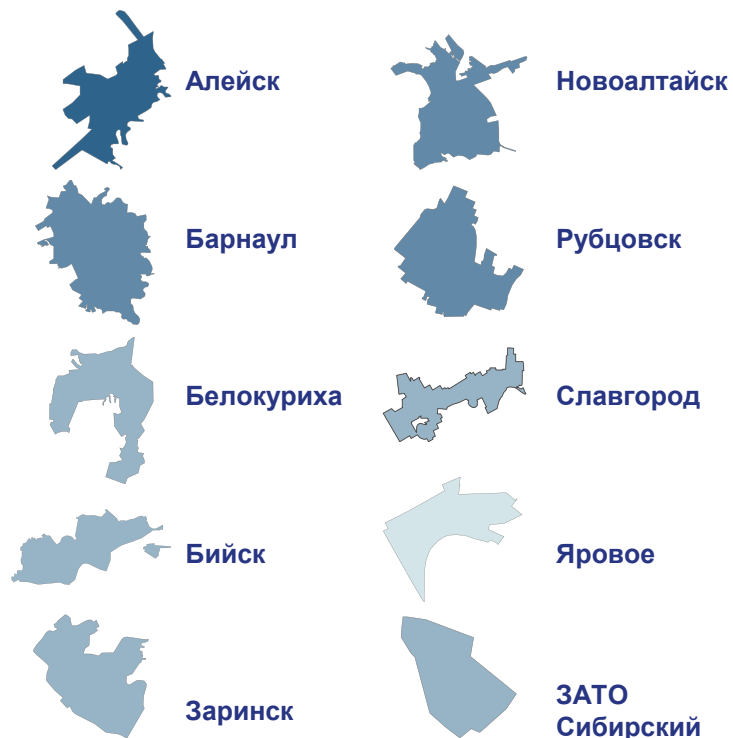 Алейск
Новоалтайск
Барнаул
Рубцовск
Белокуриха
Славгород
Бийск
Яровое
Заринск
ЗАТО
Сибирский